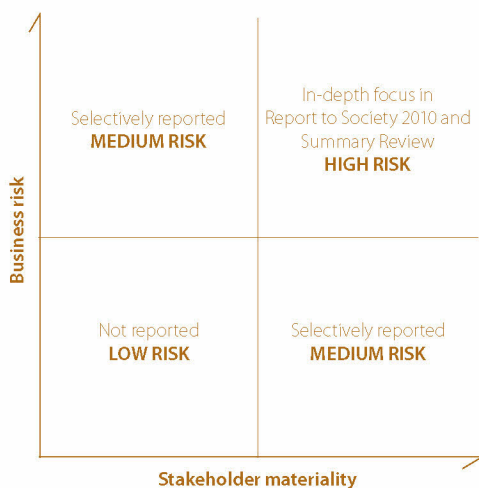 Selectively reported
MEDIUM RISK
In-depth focus in
Report to Society 2010 and
Summary Review
HIGH RISK
Business risk
Not reported
LOW RISK
Selectively reported
MEDIUM RISK
Stakeholder materiality